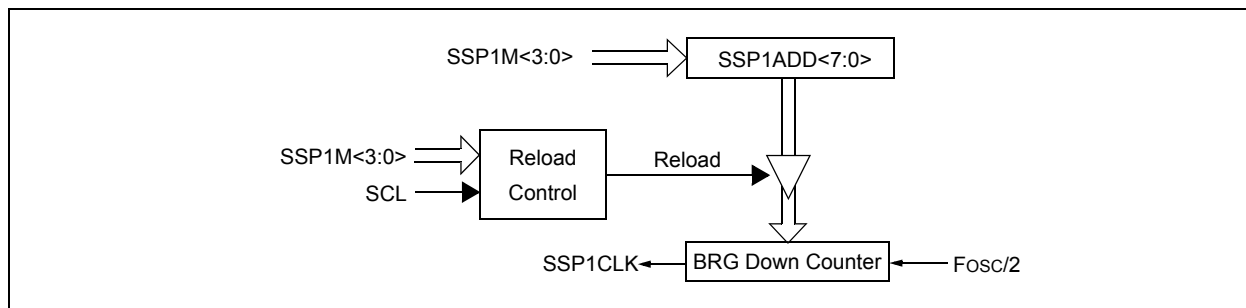 SSP1M<3:0>
SSP1ADD<7:0>
SSP1M<3:0>
SCL
Reload
Control
Reload
SSP1CLK
BRG Down Counter
FOSC/2